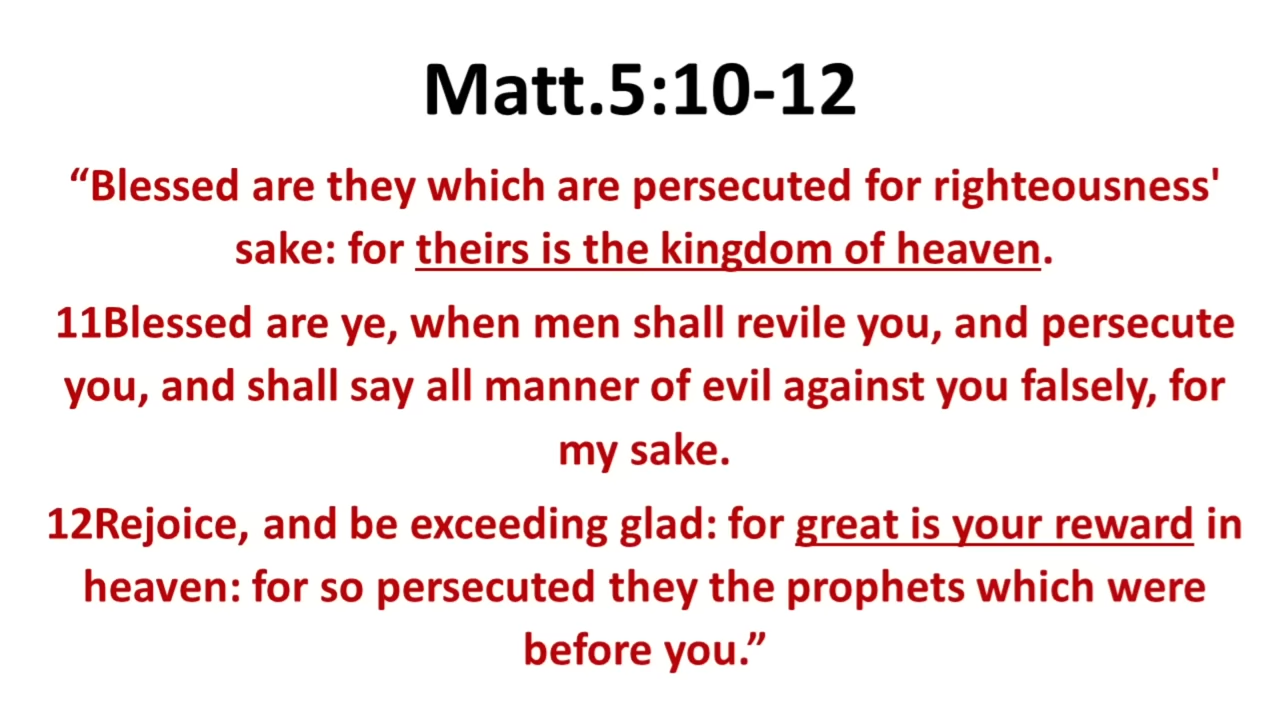 Matt.5:10-12
“Blessed are they which are persecuted for righteousness'
sake: for theirs is the kingdom of heaven.
11Blessed are ye, when men shall revile you, and persecute
you, and shall say all manner of evil against you falsely, for
my sake.
12Rejoice, and be exceeding glad: for great is your reward in
heaven: for so persecuted they the prophets which were
before you.”